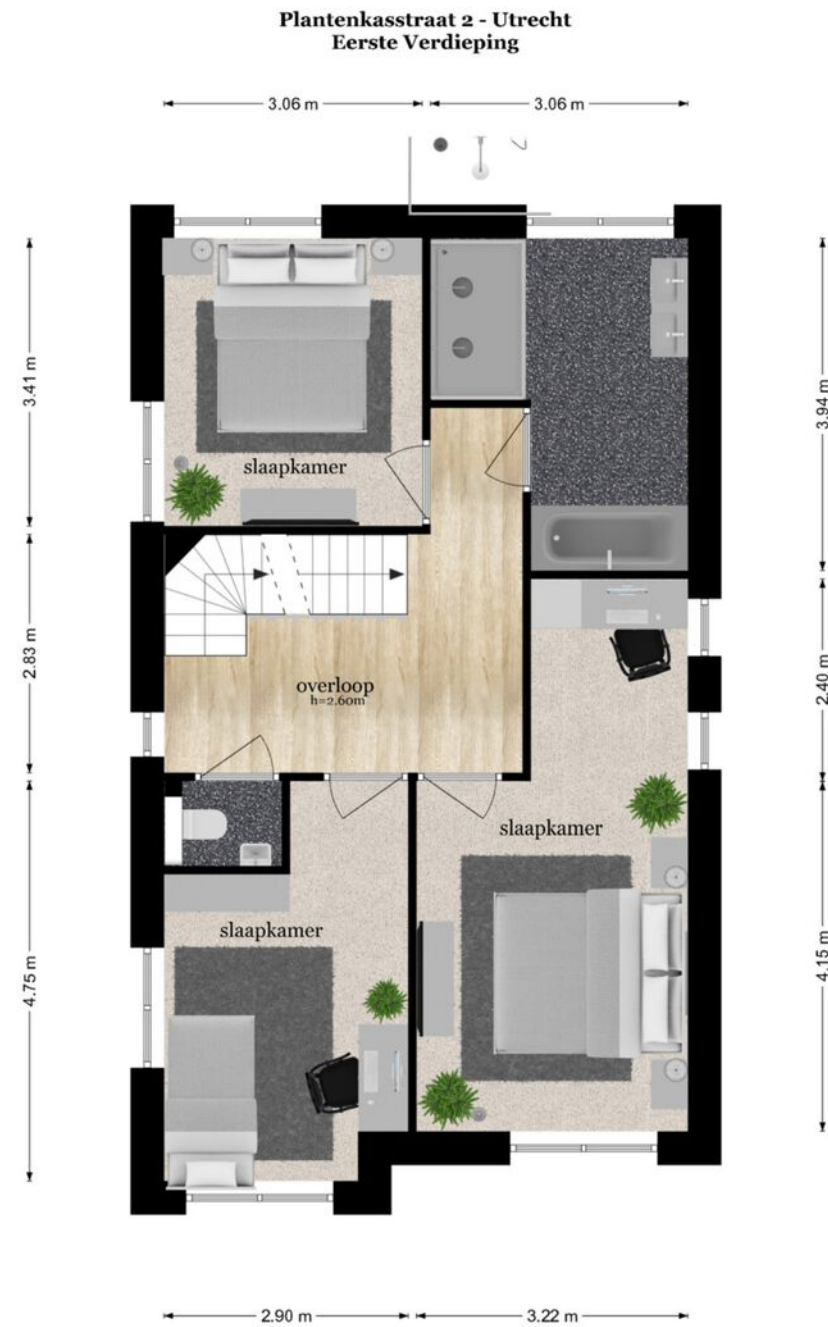 Plantenkasstraat 2 - Utrecht
Eerste Verdieping
3.06 m
3.06 m
3.41 m
3.94 m
slaapkamer
2.83 m
2.40 m
overloop
h=2.60m
slaapkamer
slaapkamer
4.75 m
4.15 m
2.90 m
3.22 m